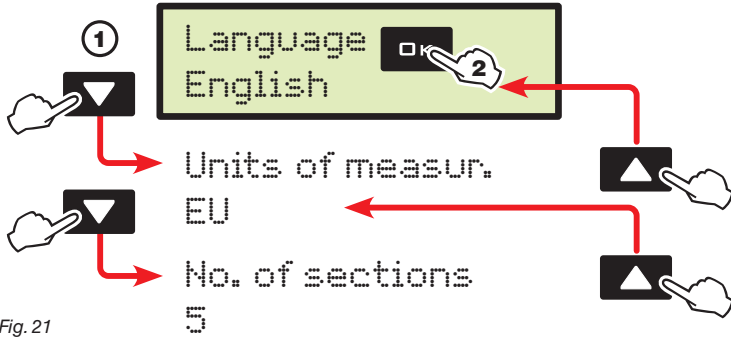 1
Language
OK
2
English
Units of measur.
EU
No. of sections
5
Fig. 21